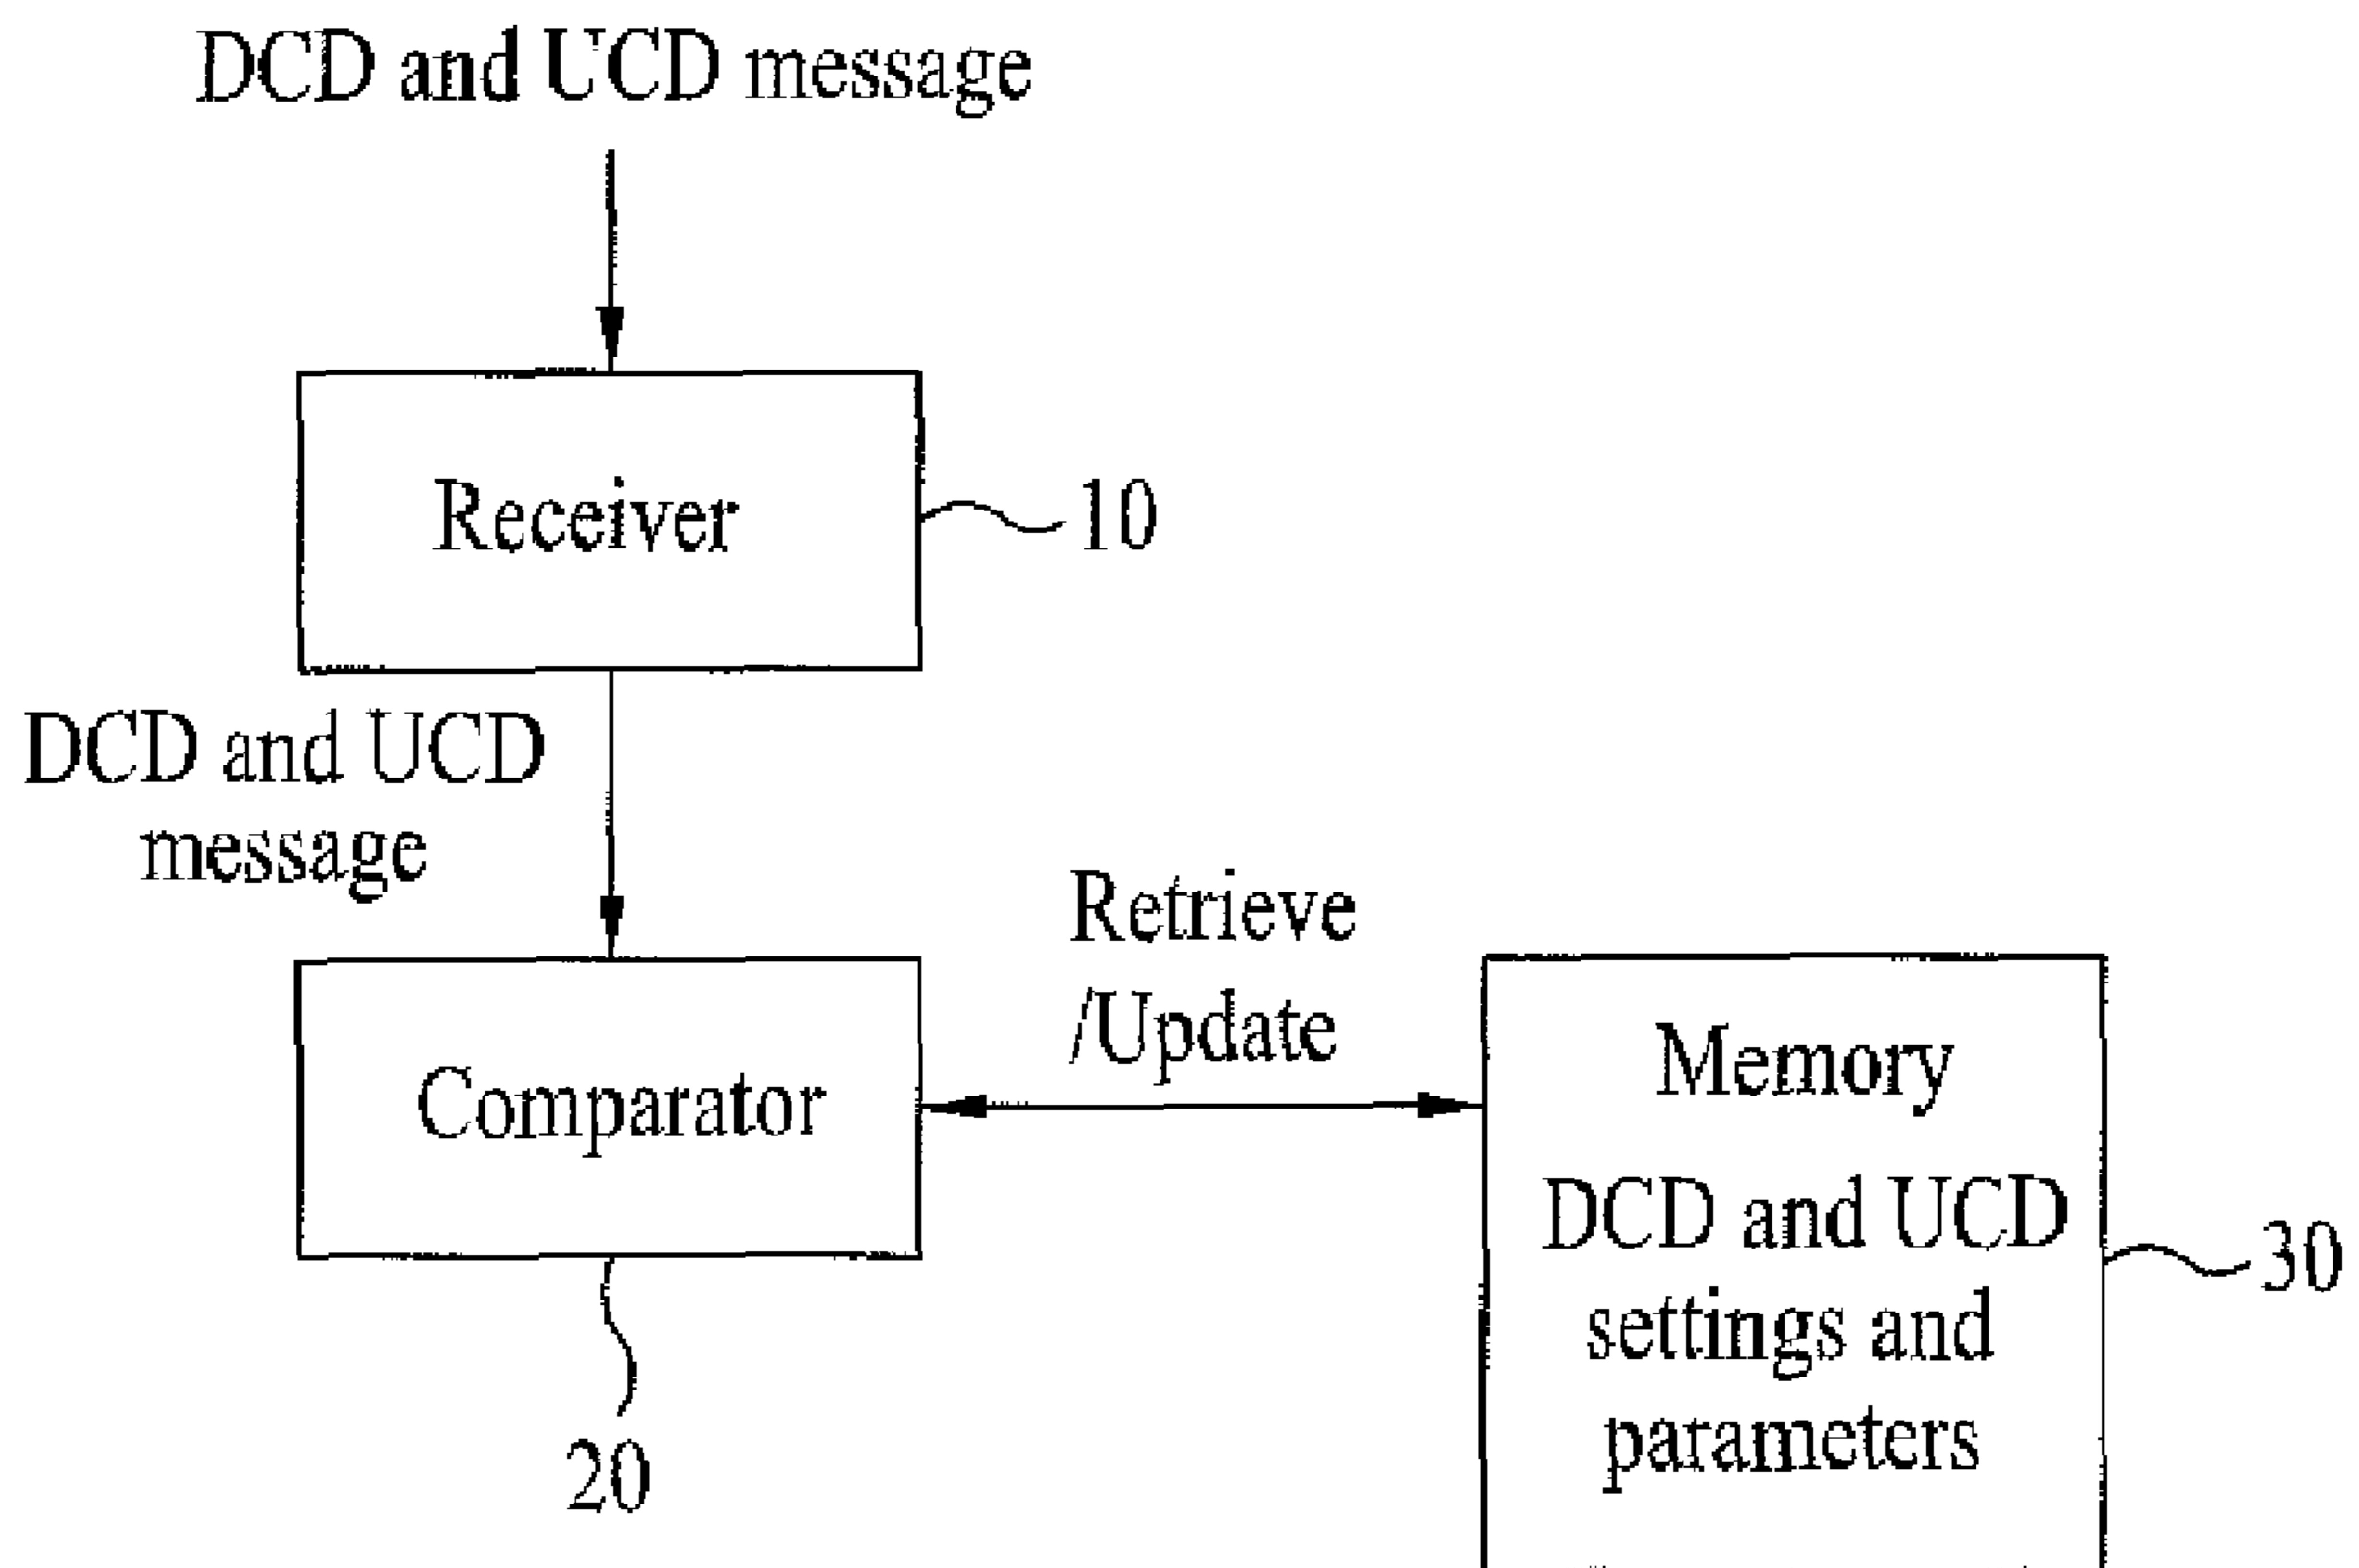 DCD and UCD message
Receiver
10
DCD and UCD
message
Retrieve
/Update
Comparator
20
Memory
DCD and UCD
settings and
parameters
30